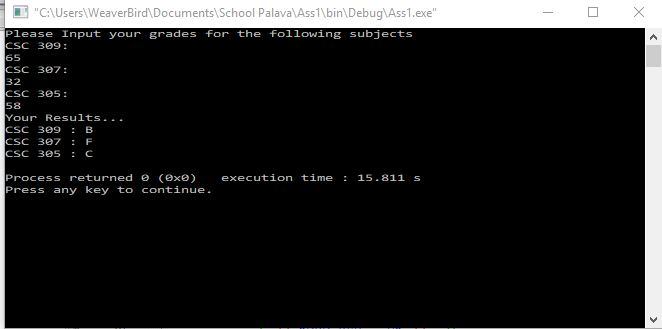 "C:\Users\WeaverBird\Documents\School Palava\Ass1\bin\Debug\Ass1.exe"
Please Input your grades for the following subjects
CSC 309:
65
CSC 307:
32
CSC 305:
58
Your Results...
CSC 309 : B
CSC 307 : F
CSC 305 : C
Process returned 0 (0x0)   execution time : 15.811 s
Press any key to continue.